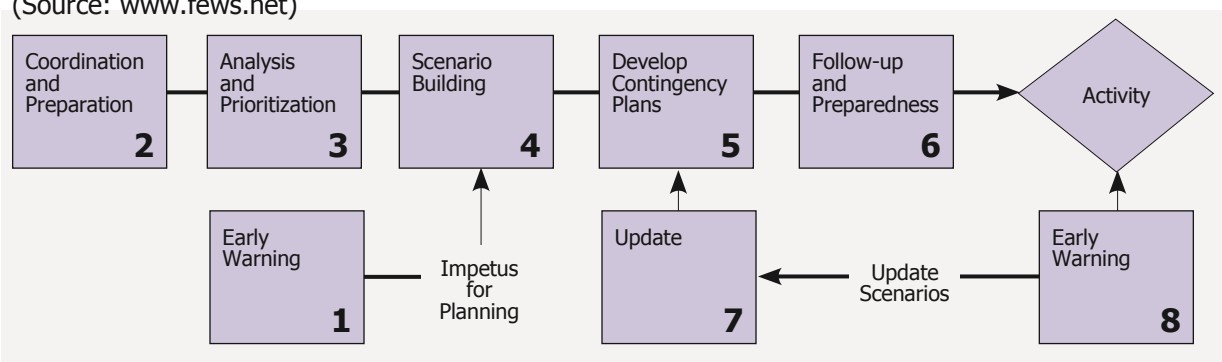 (Source: www.fews.net)
Coordination
and
Preparation
2
Analysis
and
Prioritization
3
Scenario
Building
4
Develop
Contingency
Plans
5
Follow-up
and
Preparedness
6
Activity
Early
Warning
1
Impetus
for
Planning
Update
7
Update
Scenarios
Early
Warning
8